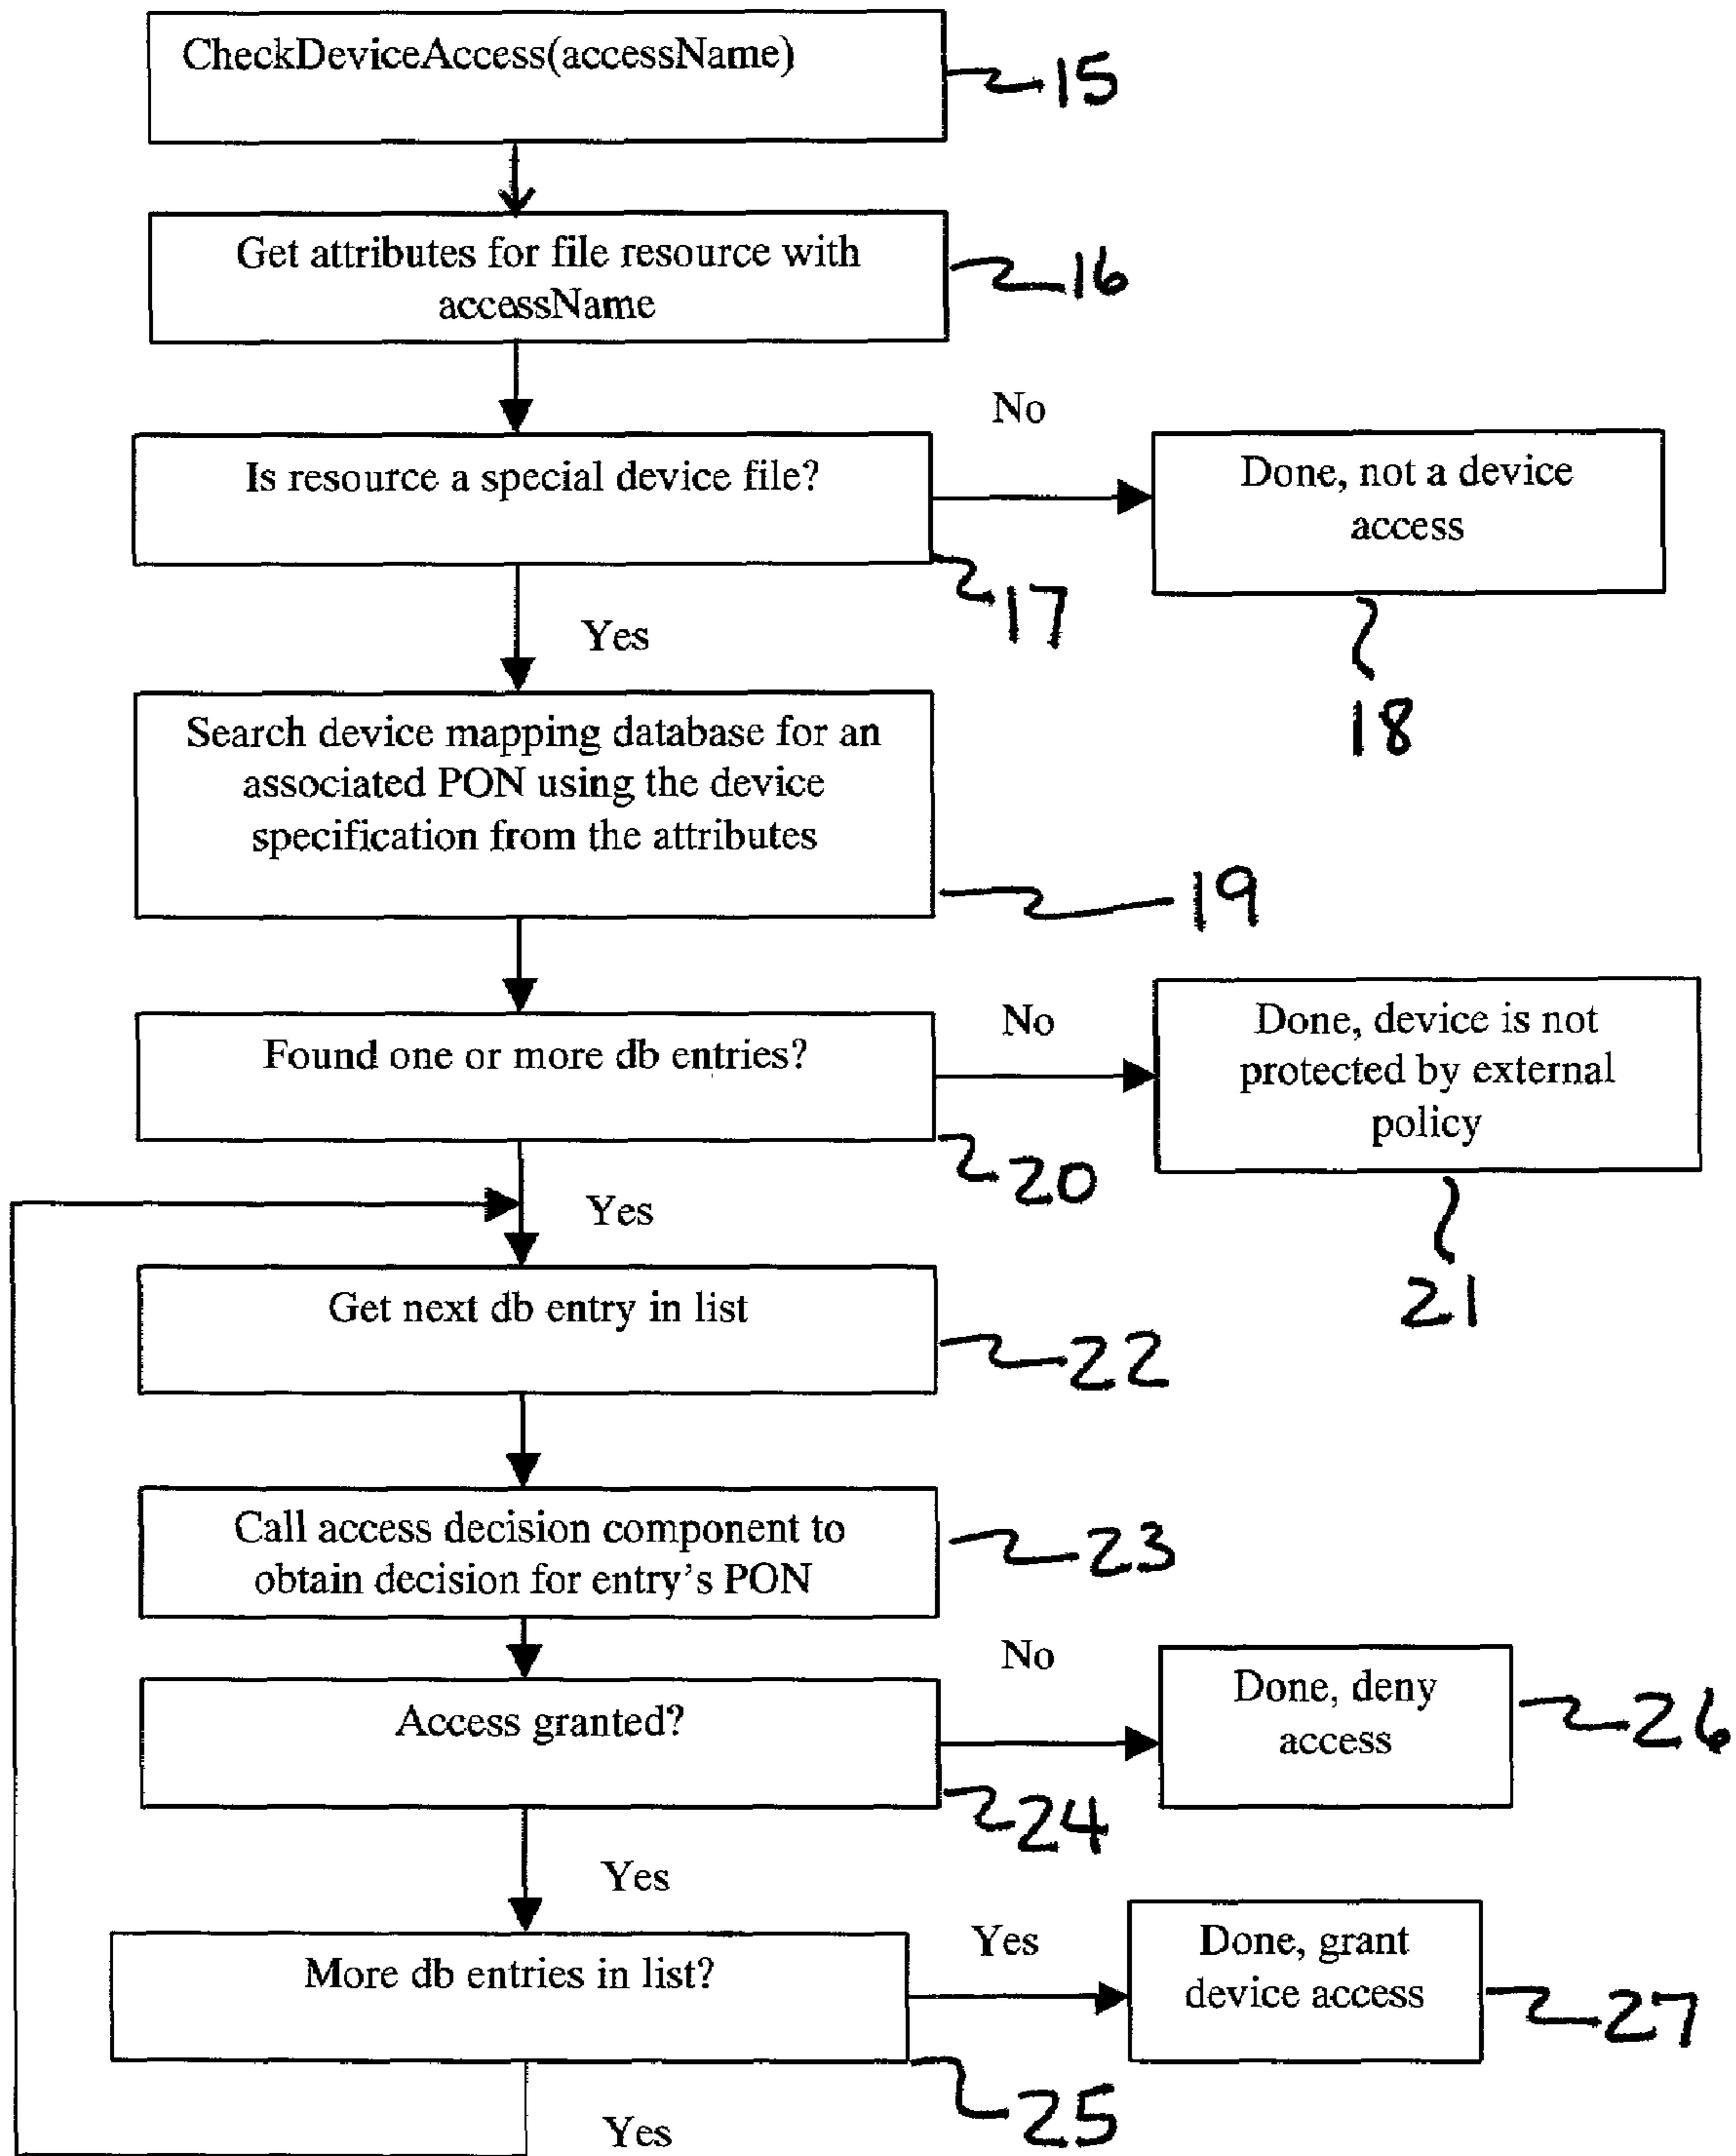 CheckDeviceAccess(accessName)
15
Get attributes for file resource with
accessName
16
No
Is resource a special device file?
17
Done, not a device
access
18
Yes
Search device mapping database for an
associated PON using the device
specification from the attributes
19
No
Found one or more db entries?
20
Done, device is not
protected by external
policy
21
Yes
Get next db entry in list
22
Call access decision component to
obtain decision for entry's PON
23
No
Access granted?
24
Done, deny
access
26
Yes
More db entries in list?
25
Yes
Done, grant
device access
27
Yes